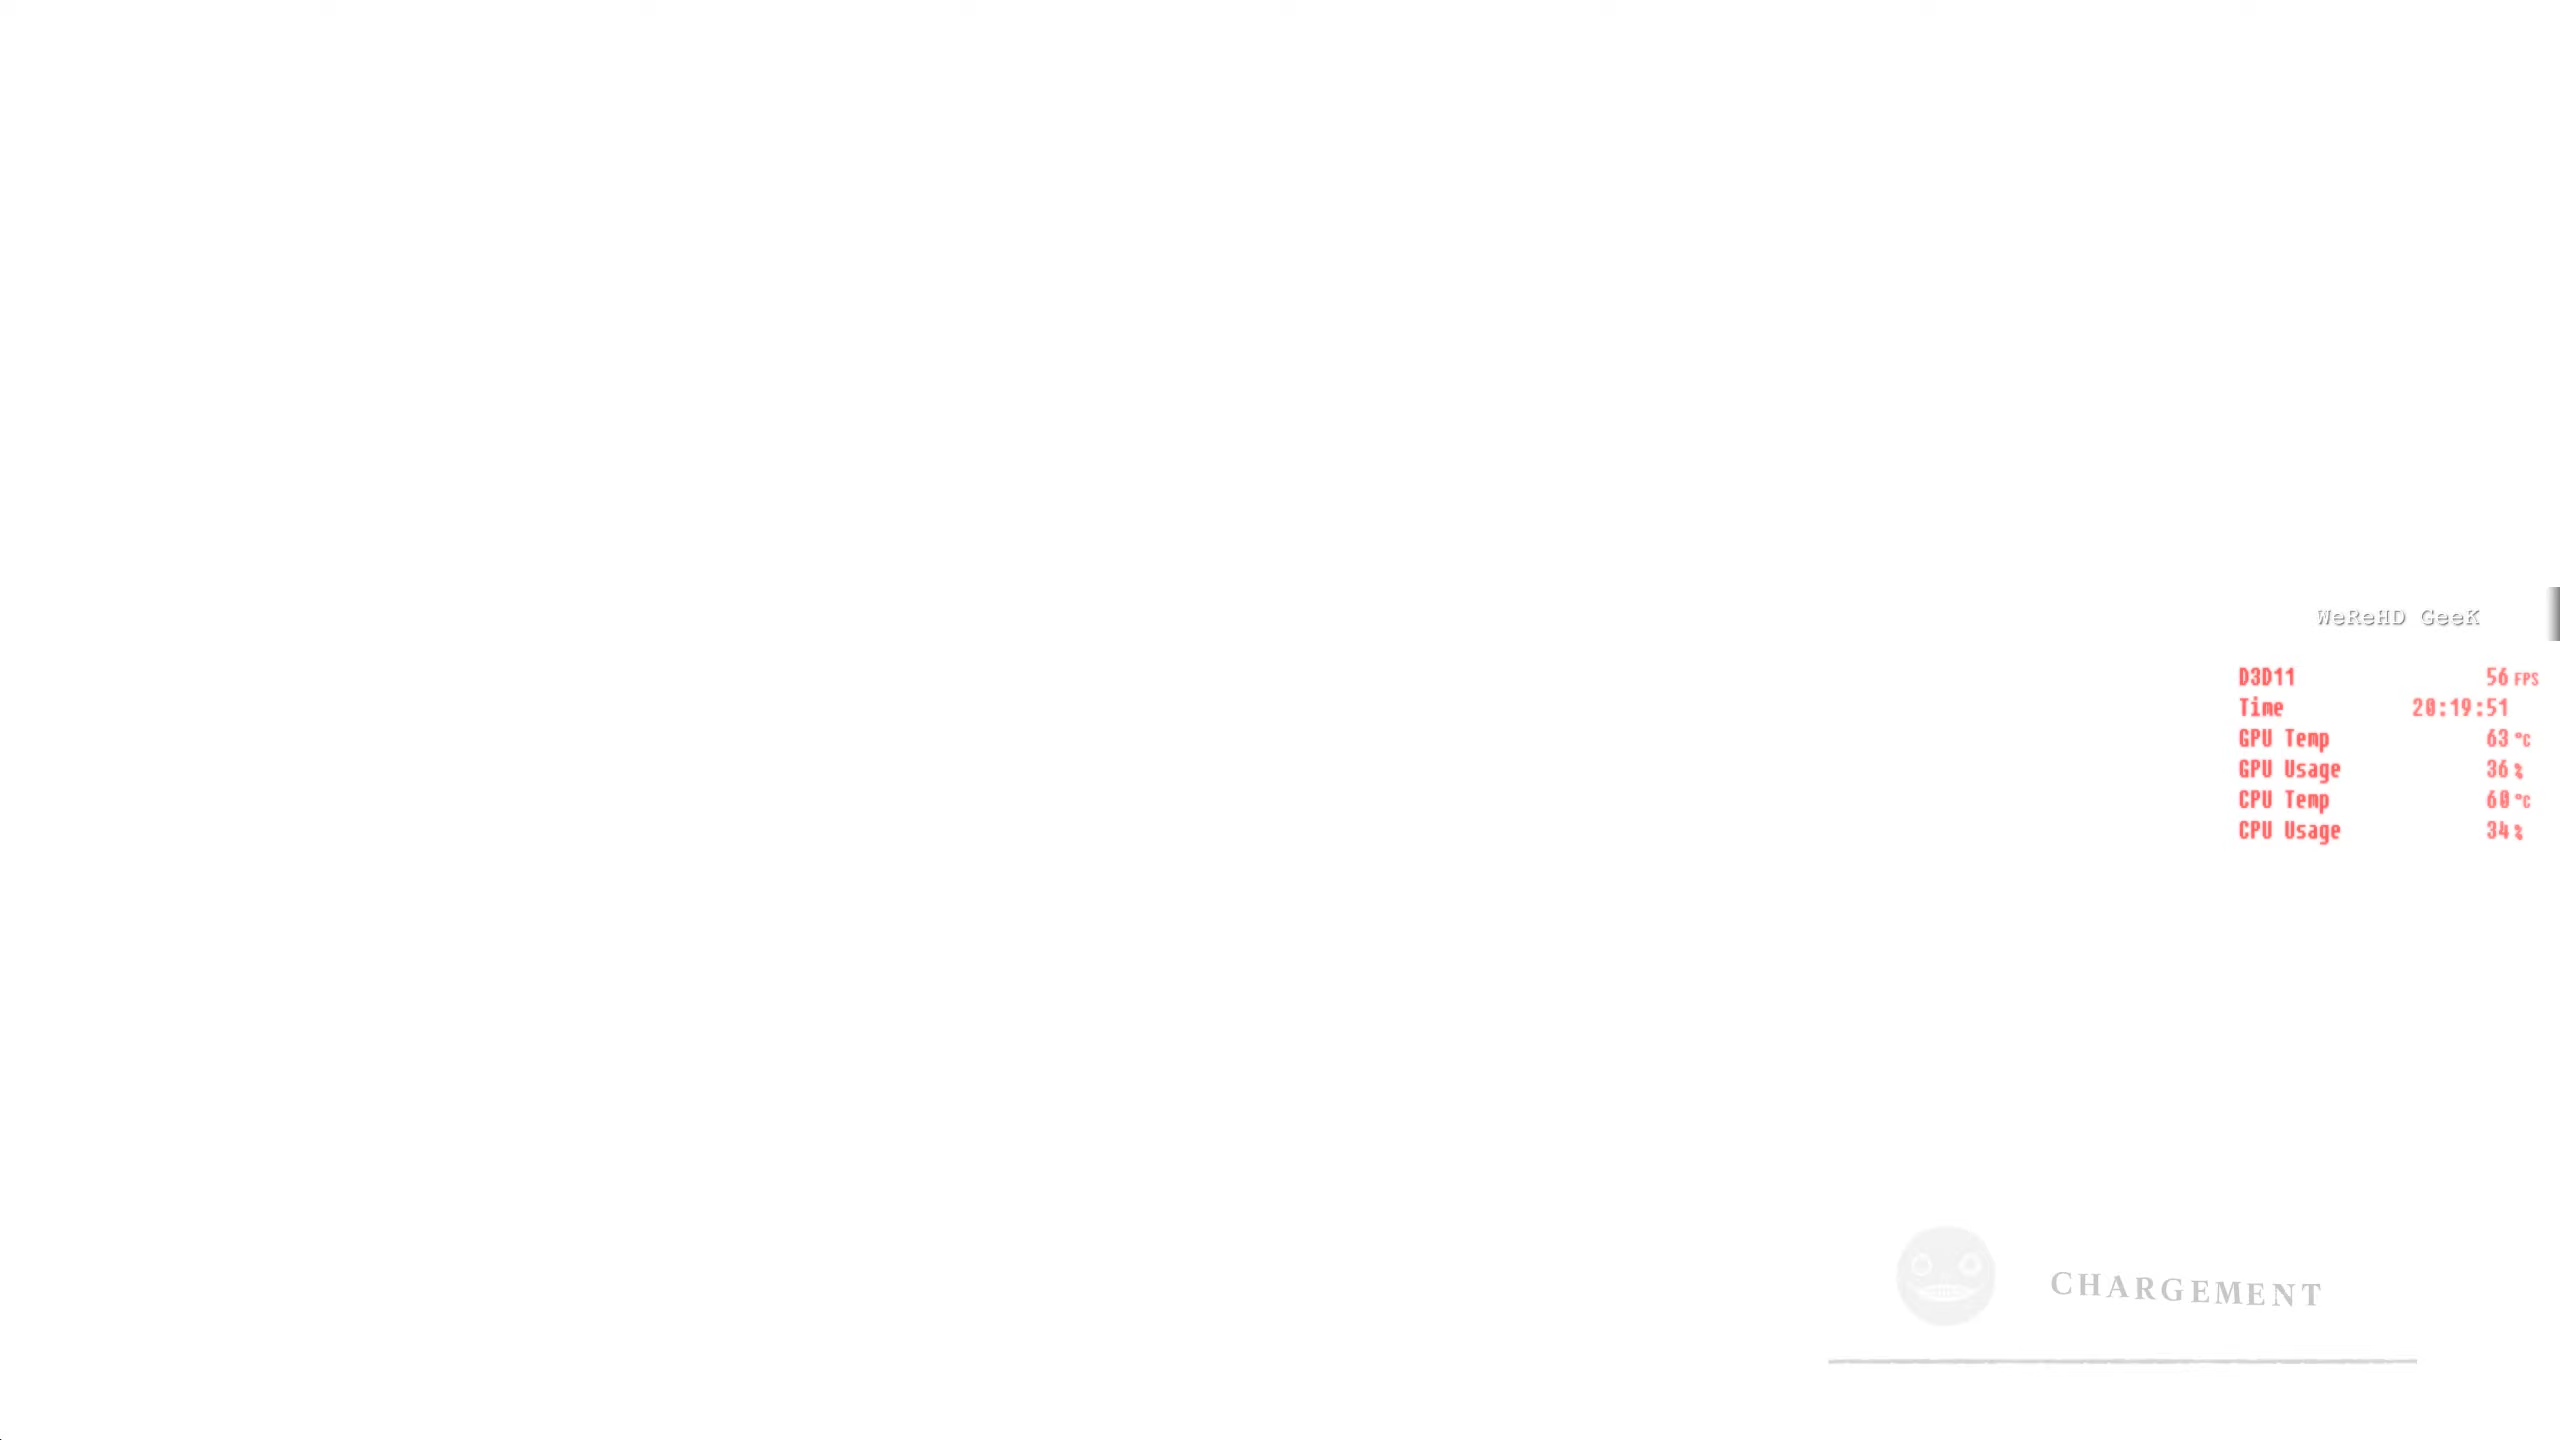 WeReHD GeeK
D3D11 56 FPS
Time 20:19:51
GPU Temp 63 °C
GPU Usage 36 %
CPU Temp 60 °C
CPU Usage 34 %
CHARGEMENT